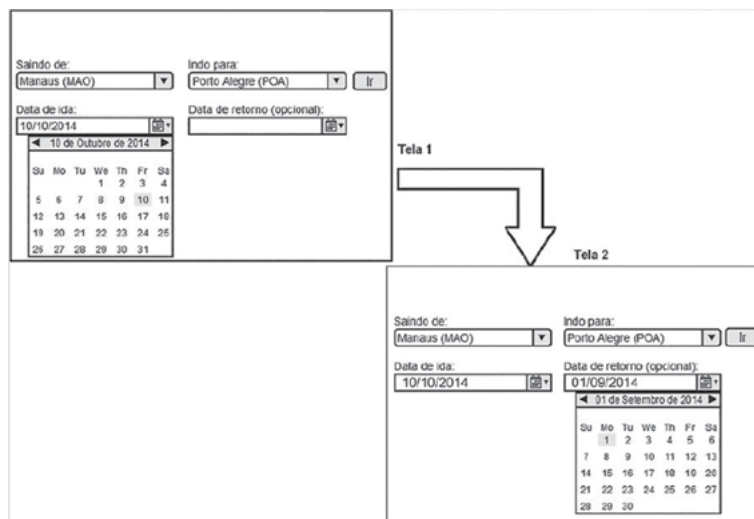 Saindo de: Indo para:
Manaus (MAO) Porto Alegre (POA) Ir
Data de ida: Data de retorno (opcional):
10/10/2014
10 de Outubro de 2014
Su Mo Tu We Th Fr Sa
1 2 3 4
5 6 7 8 9 10 11
12 13 14 15 16 17 18
19 20 21 22 23 24 25
26 27 28 29 30 31
Tela 1
Tela 2
Saindo de: Indo para:
Manaus (MAO) Porto Alegre (POA) Ir
Data de ida: Data de retorno (opcional):
10/10/2014 01/09/2014
01 de Setembro de 2014
Su Mo Tu We Th Fr Sa
1 2 3 4 5 6
7 8 9 10 11 12 13
14 15 16 17 18 19 20
21 22 23 24 25 26 27
28 29 30